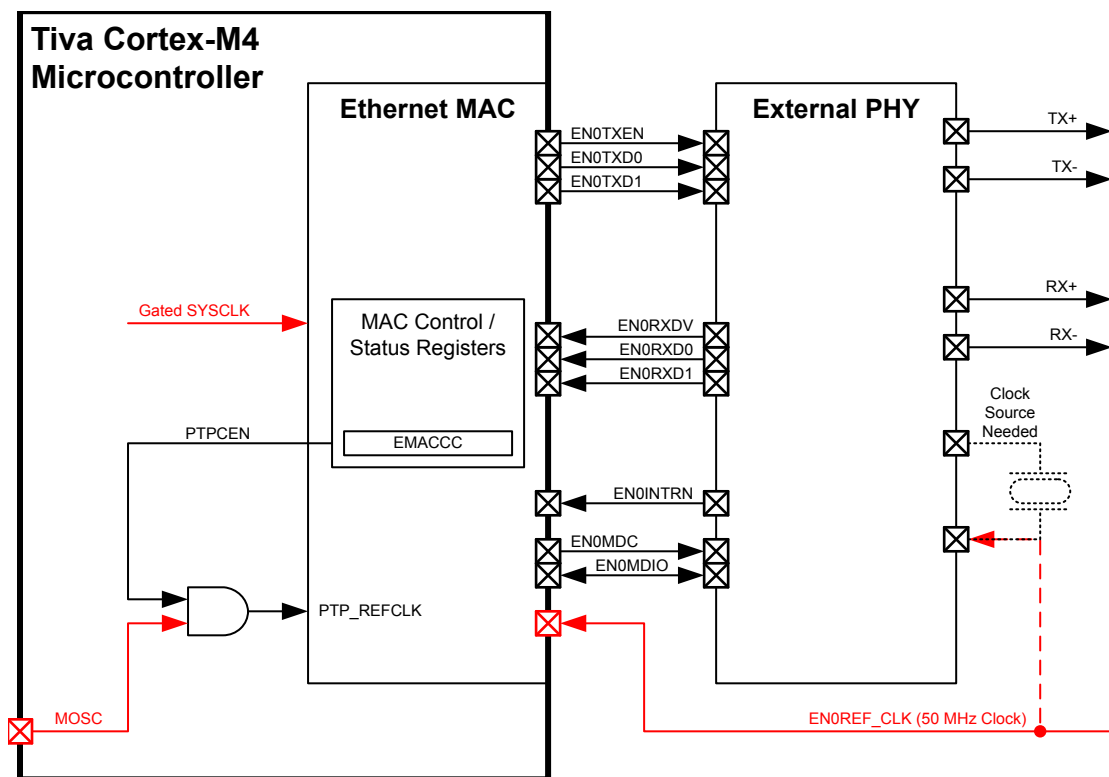 Tiva Cortex-M4
Microcontroller
Ethernet MAC
External PHY
EN0TXEN
EN0TXD0
EN0TXD1
TX+
TX-
Gated SYSCLK
MAC Control /
Status Registers
EMACCC
EN0RXDV
EN0RXD0
EN0RXD1
RX+
RX-
Clock
Source
Needed
PTPCEN
EN0INTRN
EN0MDC
EN0MDIO
PTP_REFCLK
MOSC
EN0REF_CLK (50 MHz Clock)